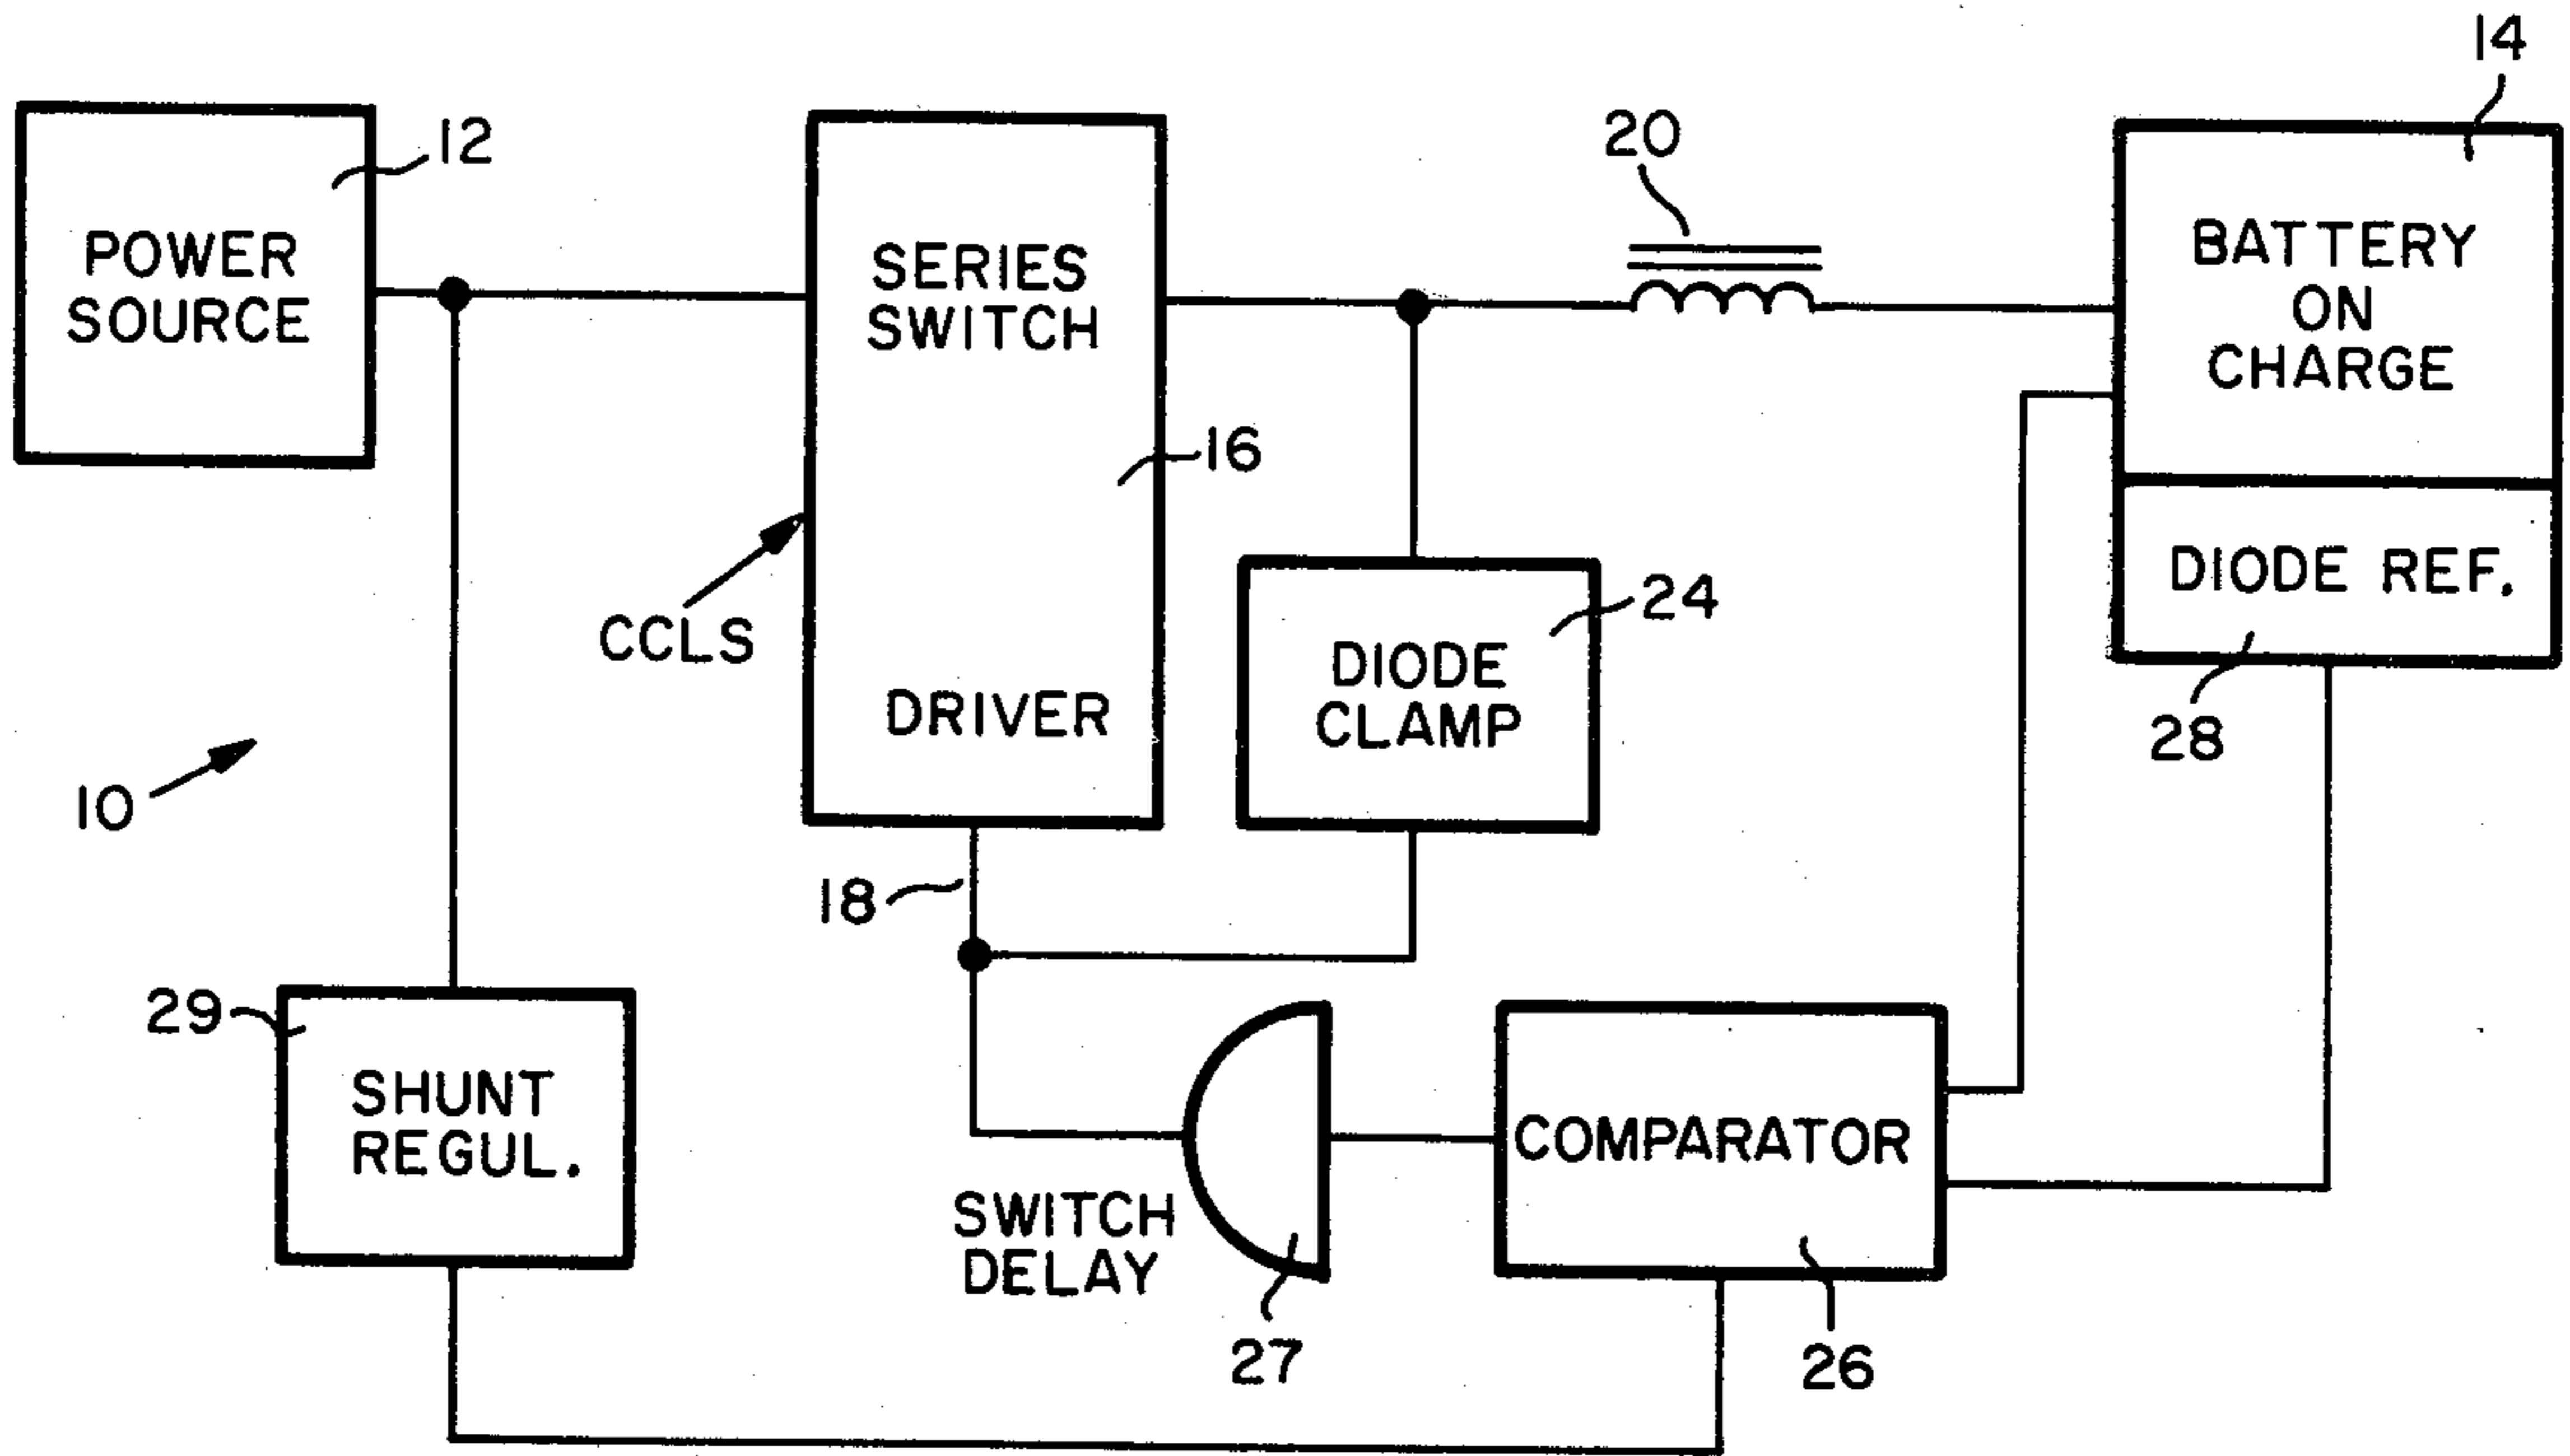 14
12
20
POWER
SOURCE
SERIES
SWITCH
BATTERY
ON
CHARGE
16
CCLS
24
DIODE REF.
DIODE
CLAMP
DRIVER
28
10
18
29
SHUNT
REGUL.
COMPARATOR
SWITCH
DELAY
27
26